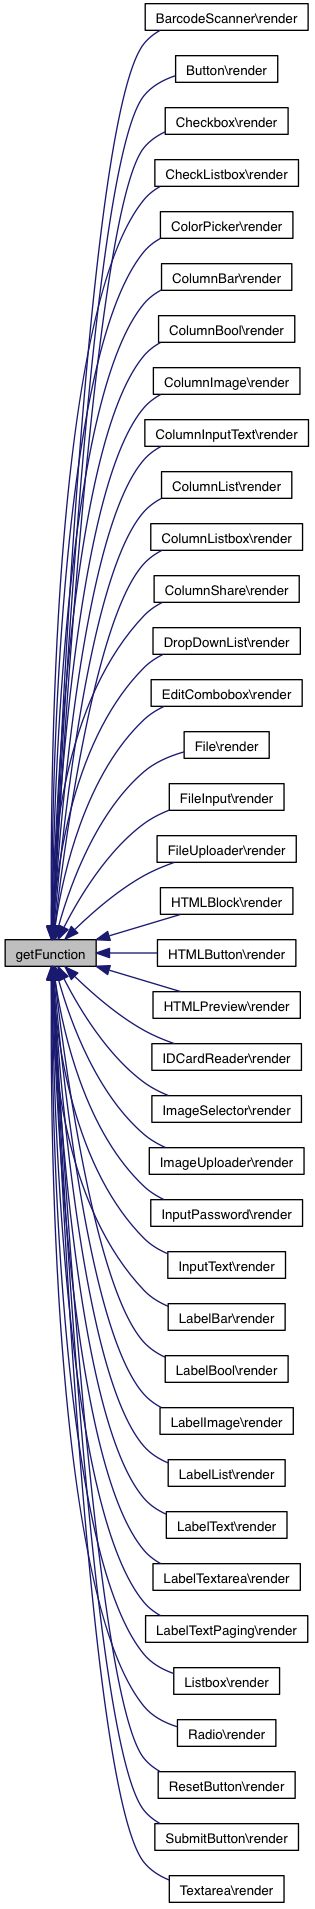 BarcodeScanner\render
Button\render
Checkbox\render
CheckListbox\render
ColorPicker\render
ColumnBar\render
ColumnBool\render
ColumnImage\render
ColumnInputText\render
ColumnList\render
ColumnListbox\render
ColumnShare\render
DropDownList\render
EditCombobox\render
File\render
FileInput\render
FileUploader\render
HTMLBlock\render
getFunction
HTMLButton\render
HTMLPreview\render
IDCardReader\render
ImageSelector\render
ImageUploader\render
InputPassword\render
InputText\render
LabelBar\render
LabelBool\render
LabelImage\render
LabelList\render
LabelText\render
LabelTextarea\render
LabelTextPaging\render
Listbox\render
Radio\render
ResetButton\render
SubmitButton\render
Textarea\render